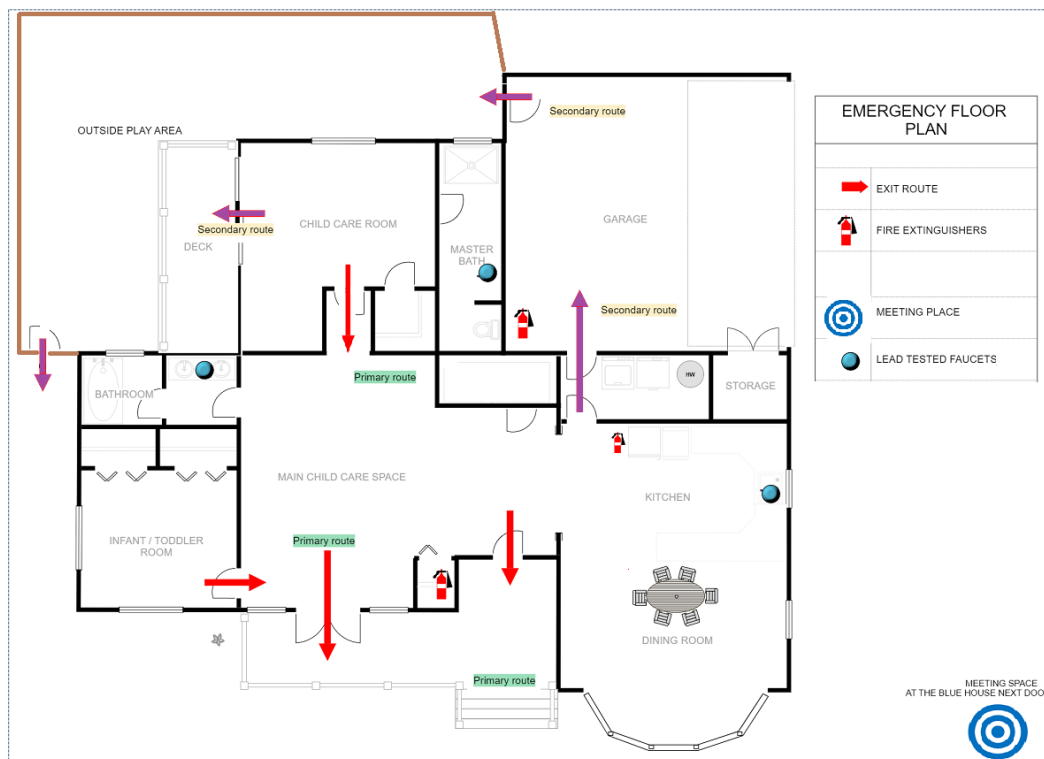 Secondary route
EMERGENCY FLOOR
PLAN
OUTSIDE PLAY AREA
EXIT ROUTE
GARAGE
CHILD CARE ROOM
Secondary route
FIRE EXTINGUISHERS
DECK
MASTER
BATH
Secondary route
MEETING PLACE
LEAD TESTED FAUCETS
Primary route
HW
STORAGE
BATHROOM
MAIN CHILD CARE SPACE
KITCHEN
INFANT / TODDLER
ROOM
Primary route
DINING ROOM
Primary route
MEETING SPACE
AT THE BLUE HOUSE NEXT DOO